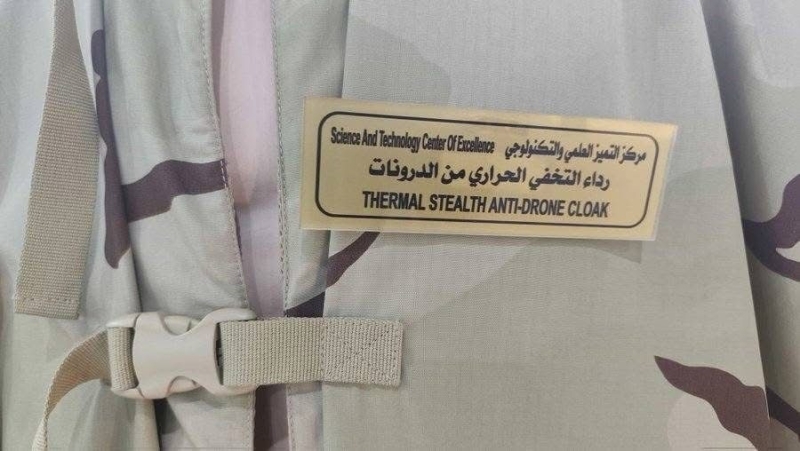 Science And Technology Center Of Excellence مركز التميز العلمي والتكنولوجي
رداء التخفي الحراري من الدرونات
THERMAL STEALTH ANTI-DRONE CLOAK